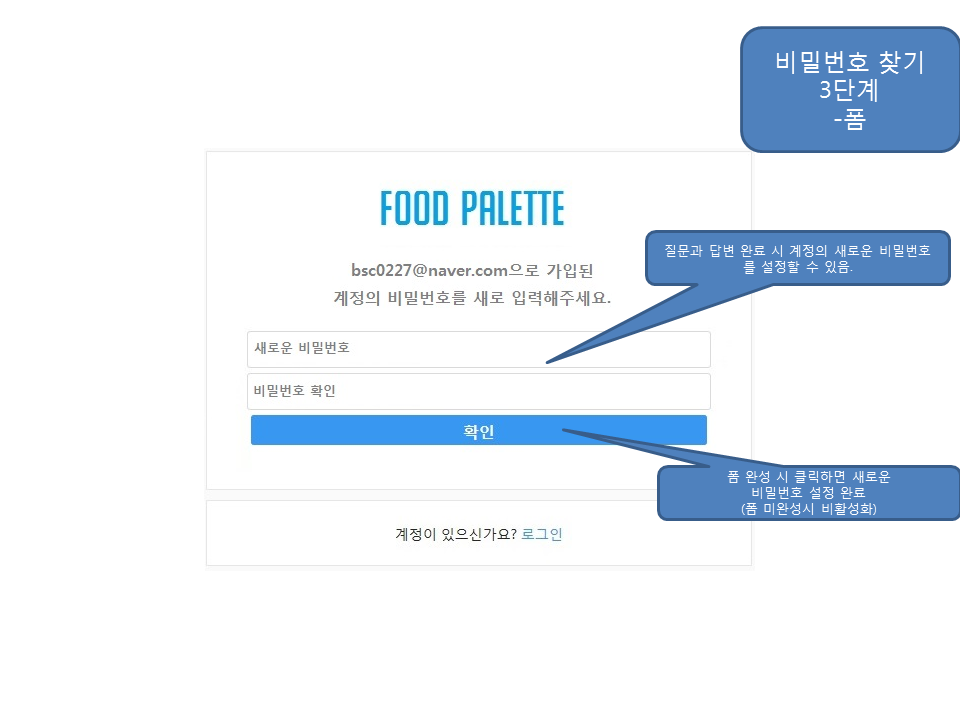 비밀번호 찾기
3단계
-폼
FOOD PALETTE
bsc0227@naver.com으로 가입된
계정의 비밀번호를 새로 입력해주세요.
질문과 답변 완료 시 계정의 새로운 비밀번호
를 설정할 수 있음.
새로운 비밀번호
비밀번호 확인
확인
폼 완성 시 클릭하면 새로운
비밀번호 설정 완료
(폼 미완성시 비활성화)
계정이 있으신가요? 로그인